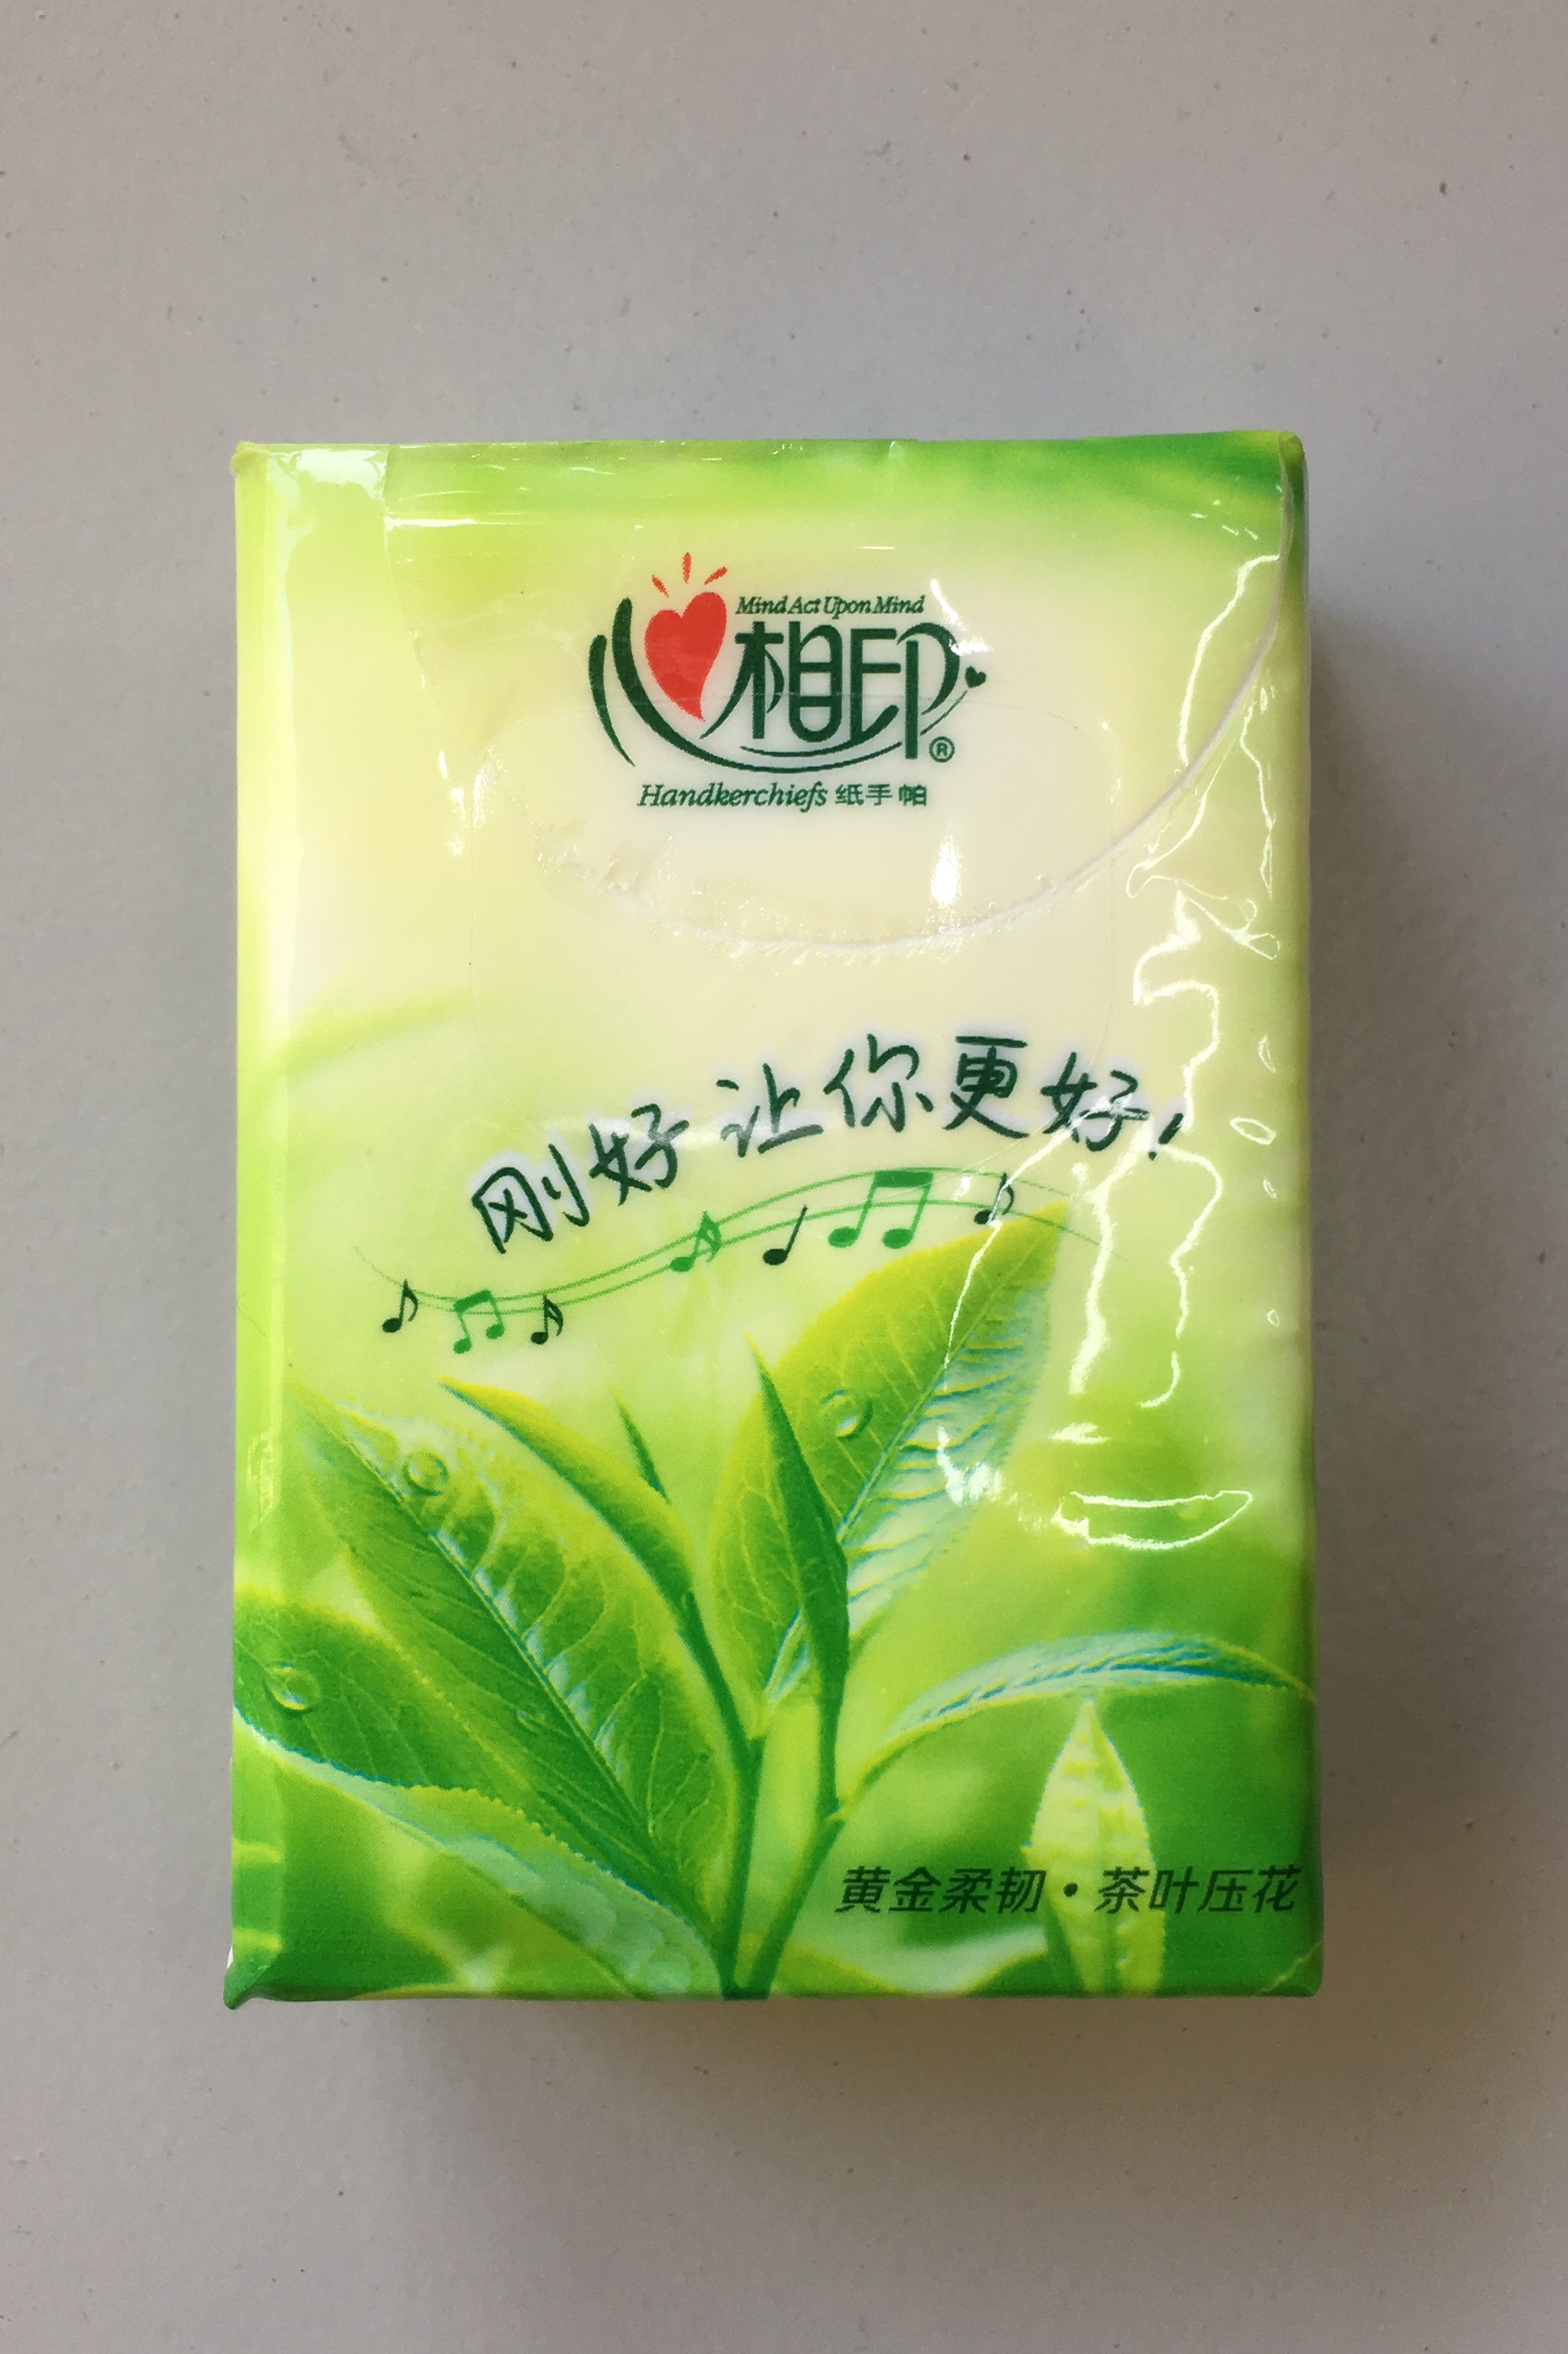 Mind Act Upon Mind
心相印®
Handkerchiefs 纸手帕
刚好 让你更好!
黄金柔韧·茶叶压花